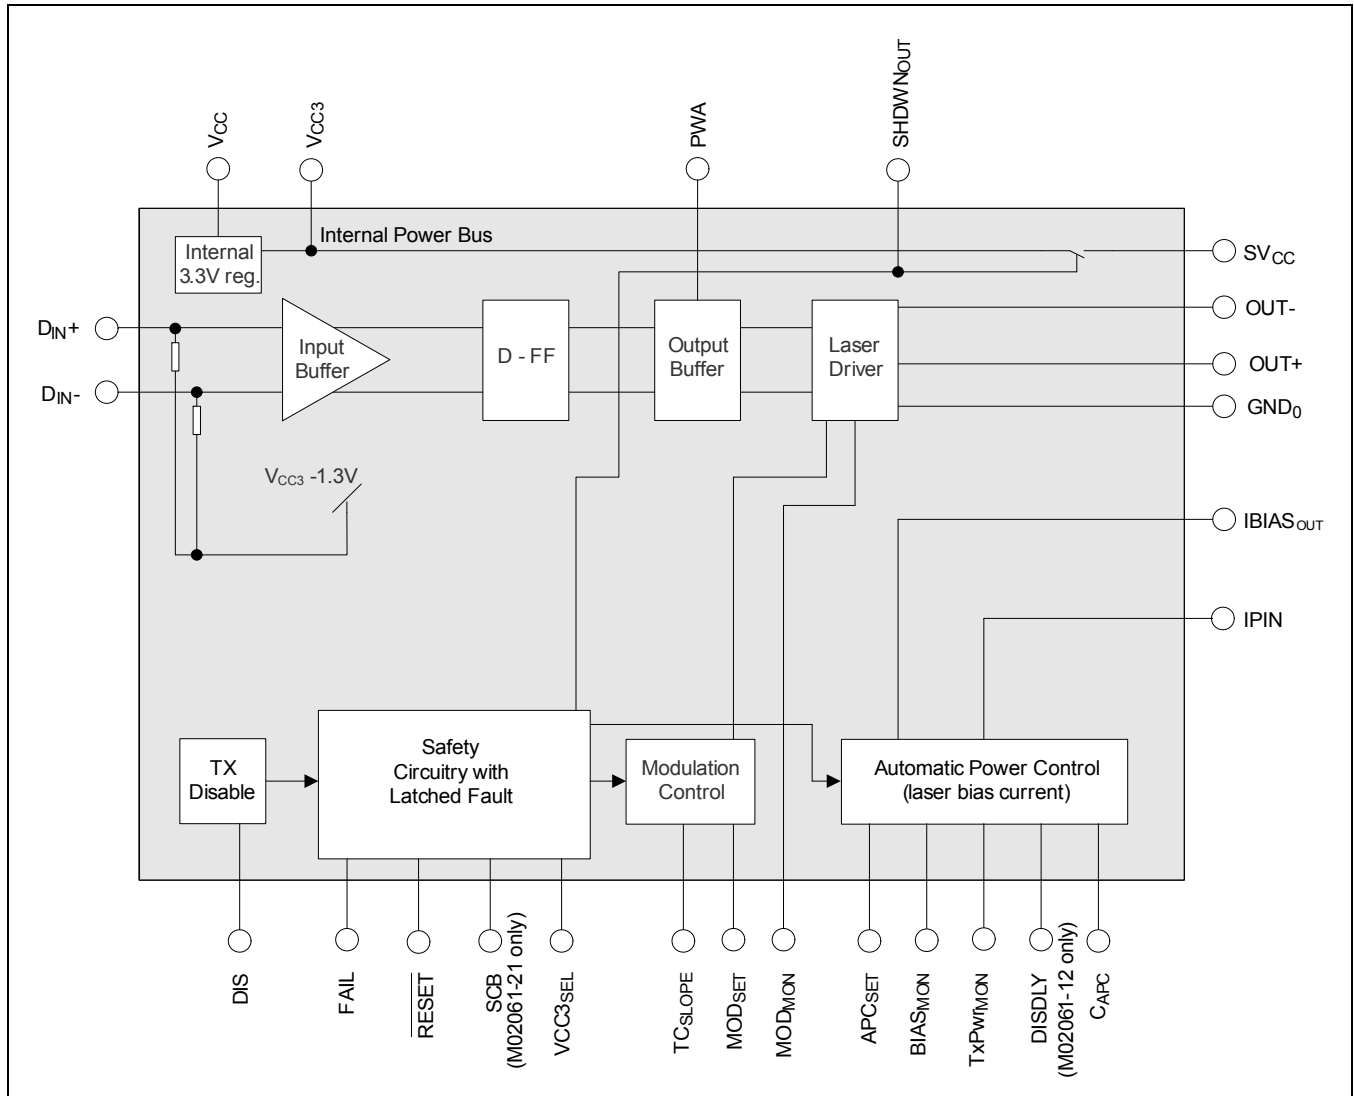 VCC
VCC3
PWA
SHDWNOUT
Internal Power Bus
Internal
3.3V reg.
SVCC
DIN+
DIN-
Input
Buffer
D - FF
Output
Buffer
Laser
Driver
OUT-
OUT+
GND0
VCC3 -1.3V
IBIASOUT
IPIN
TX
Disable
Safety
Circuitry with
Latched Fault
Modulation
Control
Automatic Power Control
(laser bias current)
DIS
FAIL
RESET
SCB
(M02061-21 only)
VCC3SEL
TCSLOPE
MODSET
MODMON
APCSET
BIASMON
TxPwrMON
DISDLY
(M02061-12 only)
CAPC